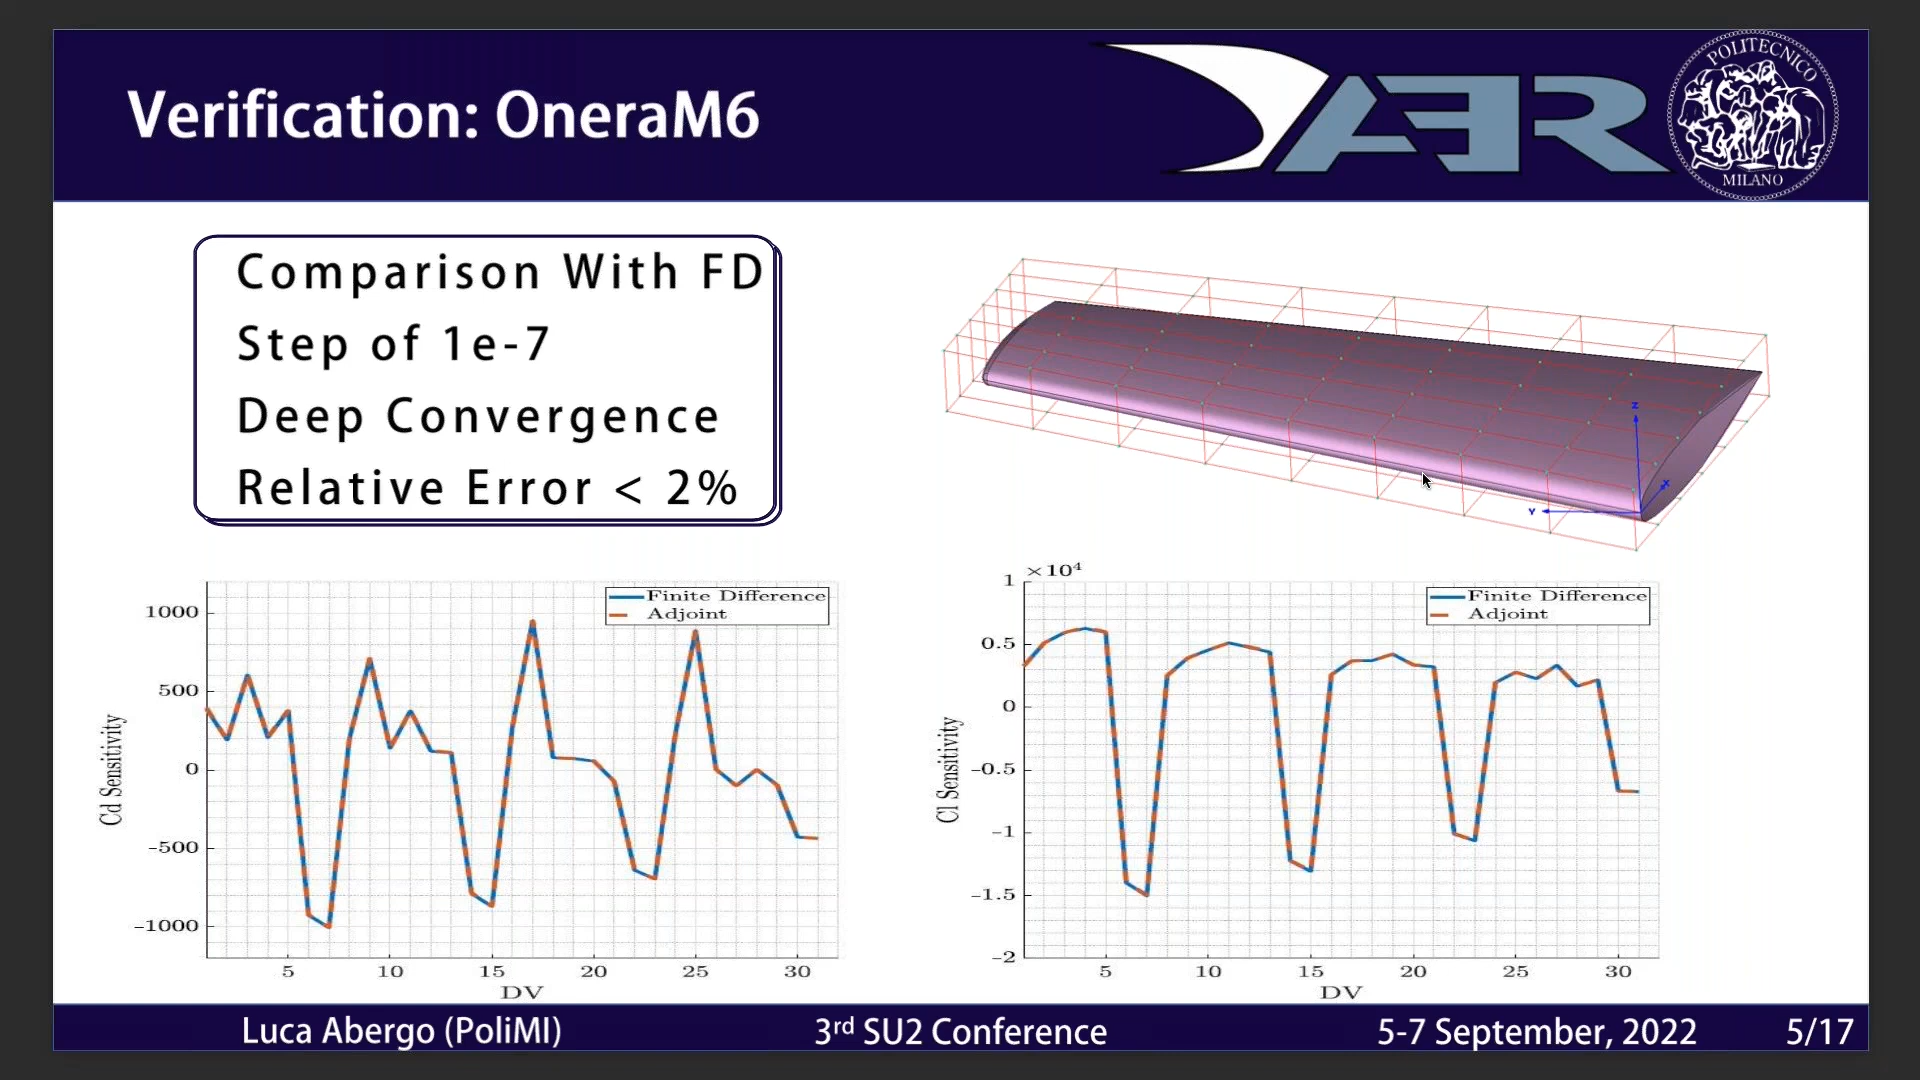 Verification: OneraM6
AER
POLITECNICO
MILANO
Comparison With FD
Step of 1e-7
Deep Convergence
Relative Error < 2%
Z
X
Y
Finite Difference
Adjoint
1000
500
0
-500
-1000
Cd Sensitivity
5 10 15 20 25 30
DV
×10⁴
Finite Difference
Adjoint
1
0.5
0
-0.5
-1
-1.5
-2
Cl Sensitivity
5 10 15 20 25 30
DV
Luca Abergo (PoliMI) 3rd SU2 Conference 5-7 September, 2022 5/17